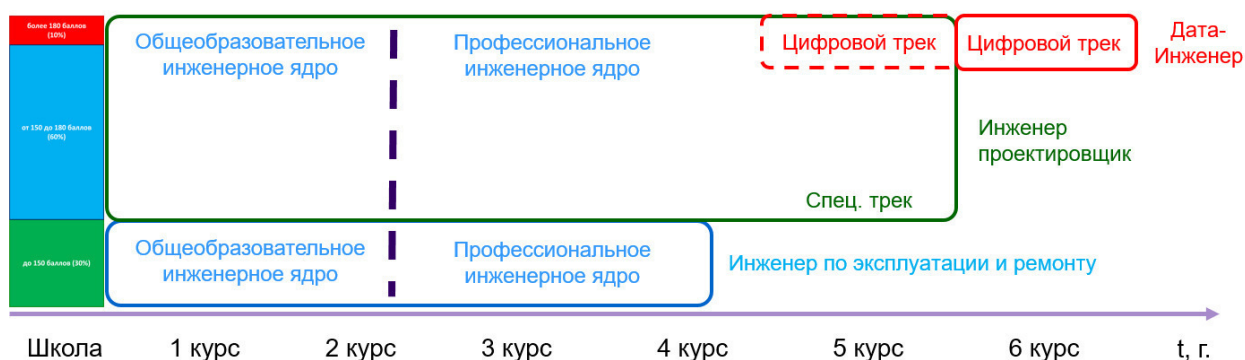 более 180 баллов
(10%)
Общеобразовательное
инженерное ядро
Профессиональное
инженерное ядро
Цифровой трек
Цифровой трек
Дата-
Инженер
от 150 до 180 баллов
(60%)
Инженер
проектировщик
Спец. трек
до 150 баллов (30%)
Общеобразовательное
инженерное ядро
Профессиональное
инженерное ядро
Инженер по эксплуатации и ремонту
Школа 1 курс 2 курс 3 курс 4 курс 5 курс 6 курс t, г.